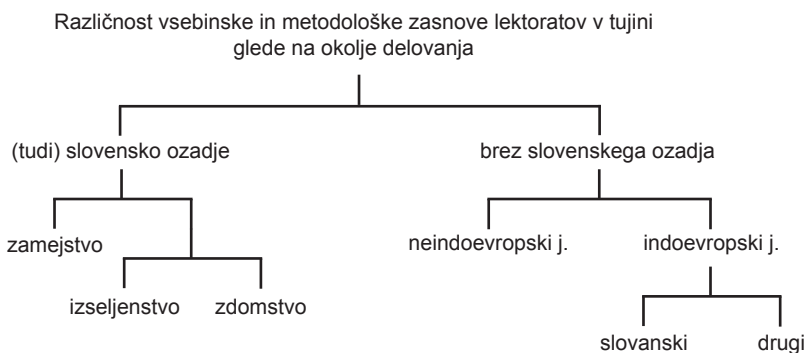 Različnost vsebinske in metodološke zasnove lektoratov v tujini
glede na okolje delovanja
(tudi) slovensko ozadje
brez slovenskega ozadja
zamejstvo
neindoevropski j.
indoevropski j.
izseljenstvo
zdomstvo
slovanski
drugi